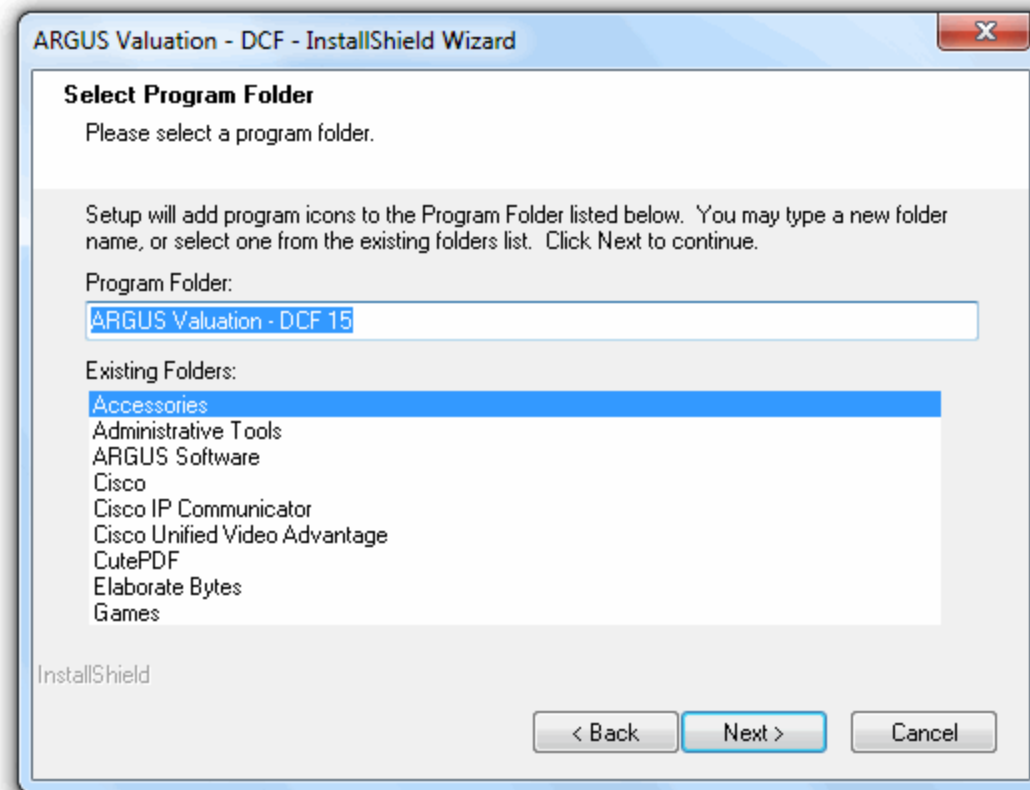 ARGUS Valuation - DCF - InstallShield Wizard
Select Program Folder
Please select a program folder.
Setup will add program icons to the Program Folder listed below.  You may type a new folder
name, or select one from the existing folders list.  Click Next to continue.
Program Folder:
ARGUS Valuation - DCF 15
Existing Folders:
Accessories
Administrative Tools
ARGUS Software
Cisco
Cisco IP Communicator
Cisco Unified Video Advantage
CutePDF
Elaborate Bytes
Games
InstallShield
< Back Next > Cancel